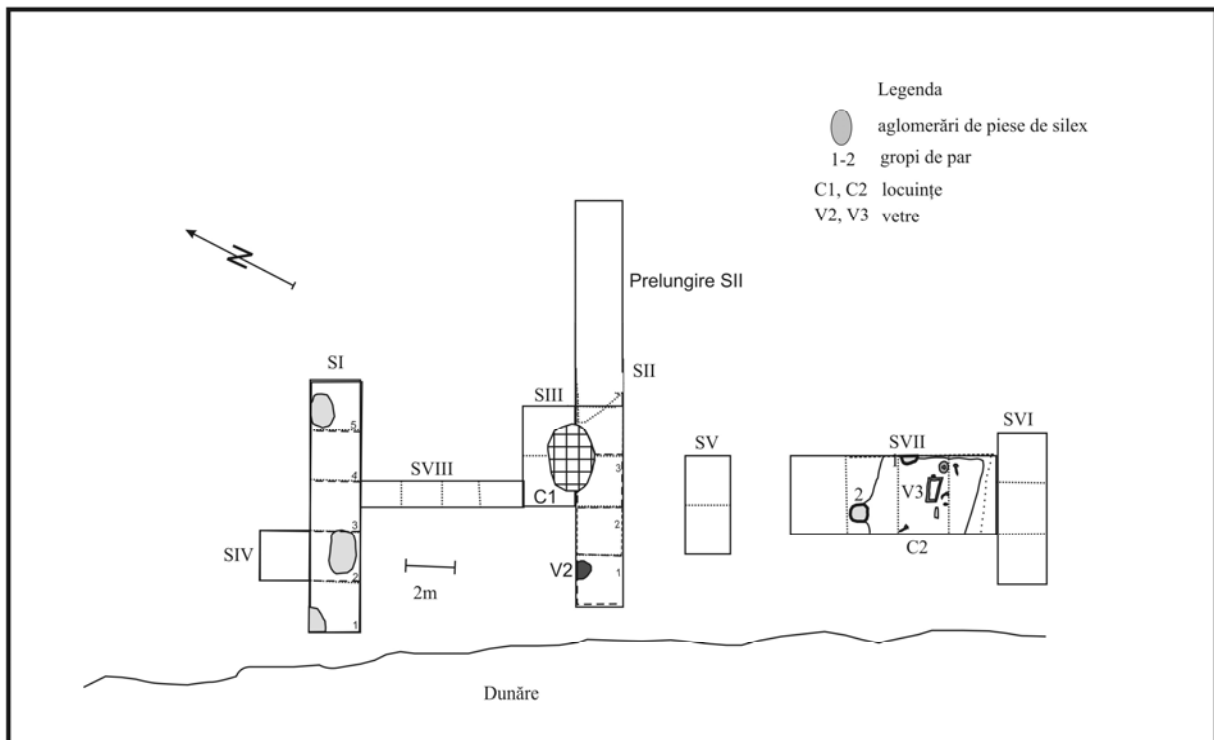 Legenda
aglomerări de piese de silex
1-2 gropi de par
C1, C2 locuințe
V2, V3 vetre
N
Prelungire SII
SI
SII
SIII
SV
SVI
SVII
SVIII
SIV
C1
V2
V3
C2
1
2
5
4
3
2
1
3
2
1
2m
Dunăre